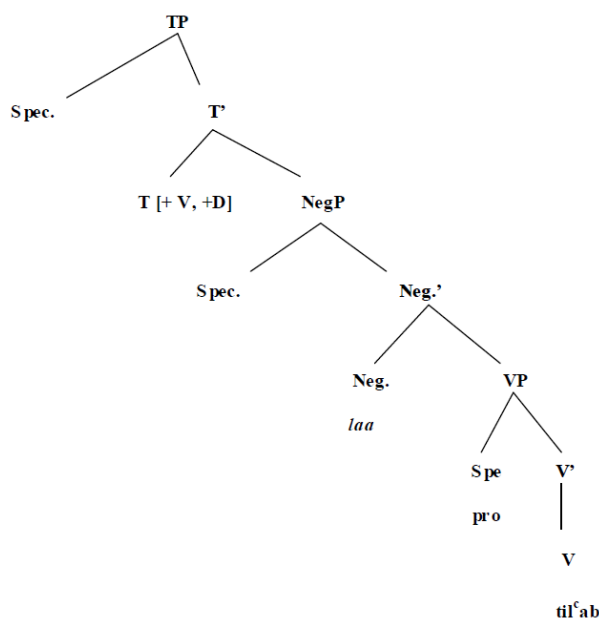 TP
Spec. T’
T [+ V, +D] NegP
Spec. Neg.’
Neg. VP
laa
Spe V’
pro
V
tilᶜab